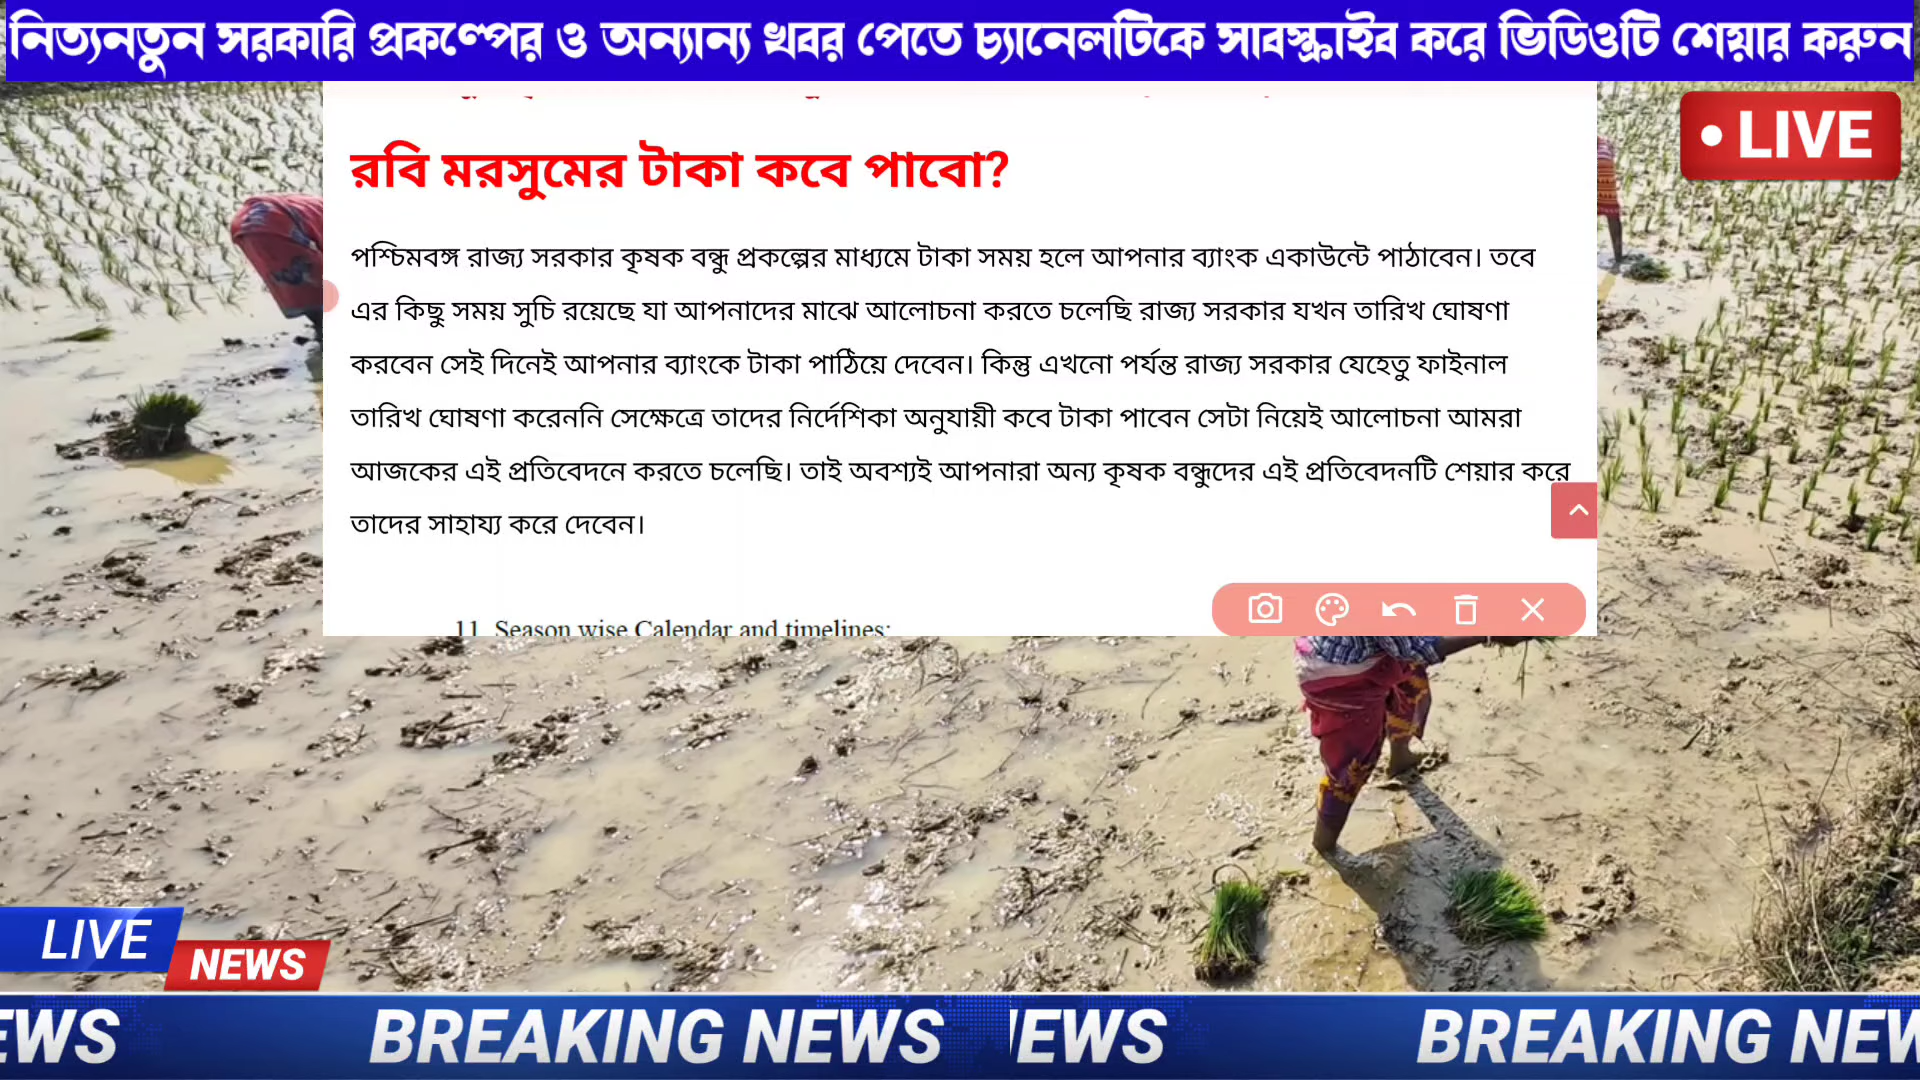 নিত্যনতুন সরকারি প্রকল্পের ও অন্যান্য খবর পেতে চ্যানেলটিকে সাবস্ক্রাইব করে ভিডিওটি শেয়ার করুন
LIVE
রবি মরসুমের টাকা কবে পাবো?
পশ্চিমবঙ্গ রাজ্য সরকার কৃষক বন্ধু প্রকল্পের মাধ্যমে টাকা সময় হলে আপনার ব্যাংক একাউন্টে পাঠাবেন। তবে
এর কিছু সময় সুচি রয়েছে যা আপনাদের মাঝে আলোচনা করতে চলেছি রাজ্য সরকার যখন তারিখ ঘোষণা
করবেন সেই দিনেই আপনার ব্যাংকে টাকা পাঠিয়ে দেবেন। কিন্তু এখনো পর্যন্ত রাজ্য সরকার যেহেতু ফাইনাল
তারিখ ঘোষণা করেননি সেক্ষেত্রে তাদের নির্দেশিকা অনুযায়ী কবে টাকা পাবেন সেটা নিয়েই আলোচনা আমরা
আজকের এই প্রতিবেদনে করতে চলেছি। তাই অবশ্যই আপনারা অন্য কৃষক বন্ধুদের এই প্রতিবেদনটি শেয়ার করে
তাদের সাহায্য করে দেবেন।
11. Season wise Calendar and timelines:
LIVE
NEWS
EWS BREAKING NEWS EWS BREAKING NEW